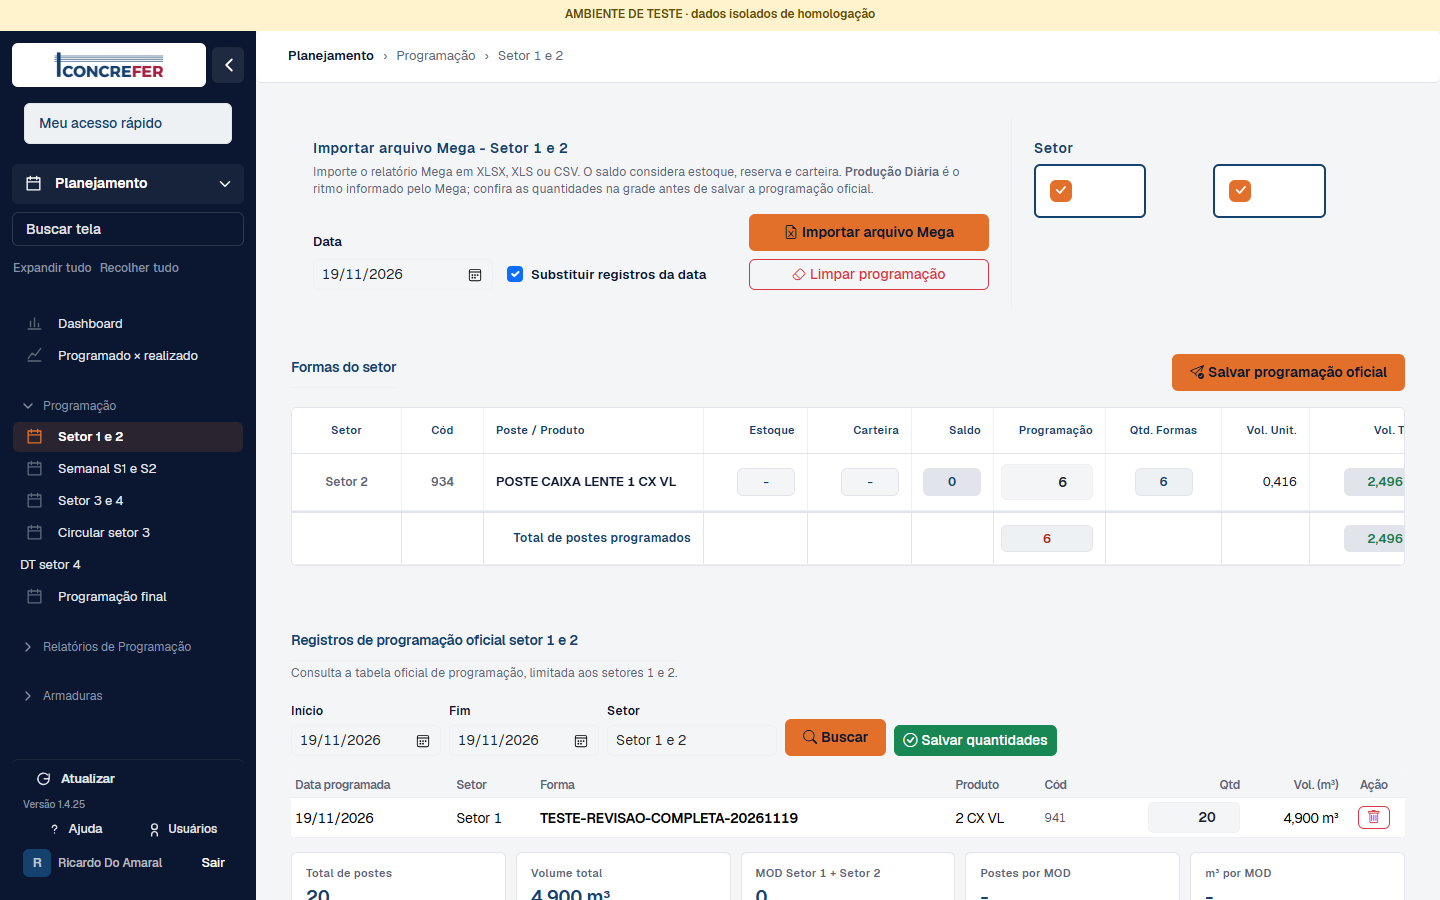 AMBIENTE DE TESTE · dados isolados de homologação
CONCREFER
Meu acesso rápido
Planejamento
Buscar tela
Expandir tudo Recolher tudo
Dashboard
Programado × realizado
Programação
Setor 1 e 2
Semanal S1 e S2
Setor 3 e 4
Circular setor 3
DT setor 4
Programação final
Relatórios de Programação
Armaduras
Atualizar
Versão 1.4.25
? Ajuda Usuários
R Ricardo Do Amaral Sair
Planejamento › Programação › Setor 1 e 2
Importar arquivo Mega - Setor 1 e 2
Importe o relatório Mega em XLSX, XLS ou CSV. O saldo considera estoque, reserva e carteira. Produção Diária é o
ritmo informado pelo Mega; confira as quantidades na grade antes de salvar a programação oficial.
Data
19/11/2026
Substituir registros da data
Importar arquivo Mega
Limpar programação
Setor
Formas do setor
Salvar programação oficial
Setor Cód Poste / Produto Estoque Carteira Saldo Programação Qtd. Formas Vol. Unit. Vol. T
Setor 2 934 POSTE CAIXA LENTE 1 CX VL - - 0 6 6 0,416 2,496
Total de postes programados 6 2,496
Registros de programação oficial setor 1 e 2
Consulta a tabela oficial de programação, limitada aos setores 1 e 2.
Início Fim Setor
19/11/2026 19/11/2026 Setor 1 e 2 Buscar Salvar quantidades
Data programada Setor Forma Produto Cód Qtd Vol. (m³) Ação
19/11/2026 Setor 1 TESTE-REVISAO-COMPLETA-20261119 2 CX VL 941 20 4,900 m³
Total de postes Volume total MOD Setor 1 + Setor 2 Postes por MOD m³ por MOD
20 4,900 m³ 0 - -